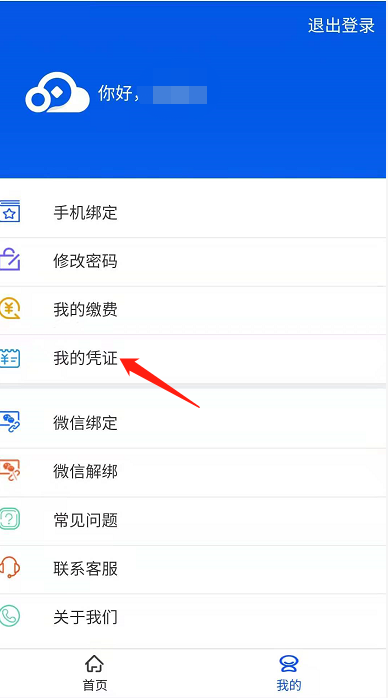 退出登录
你好，
手机绑定
修改密码
我的缴费
我的凭证
微信绑定
微信解绑
常见问题
联系客服
关于我们
首页
我的